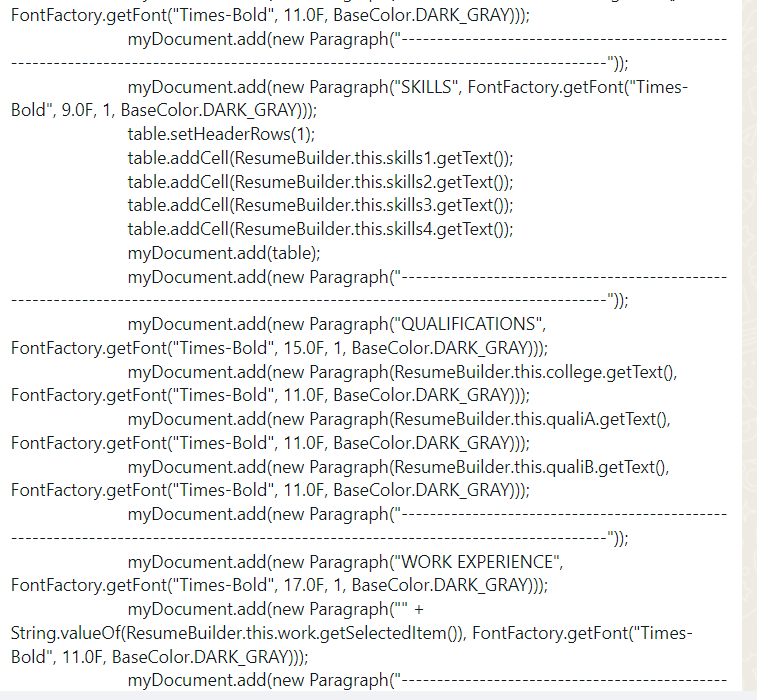 FontFactory.getFont("Times-Bold", 11.0F, BaseColor.DARK_GRAY)));
myDocument.add(new Paragraph("----------------------------------------------
------------------------------------------------------------------------------------"));
myDocument.add(new Paragraph("SKILLS", FontFactory.getFont("Times-
Bold", 9.0F, 1, BaseColor.DARK_GRAY)));
table.setHeaderRows(1);
table.addCell(ResumeBuilder.this.skills1.getText());
table.addCell(ResumeBuilder.this.skills2.getText());
table.addCell(ResumeBuilder.this.skills3.getText());
table.addCell(ResumeBuilder.this.skills4.getText());
myDocument.add(table);
myDocument.add(new Paragraph("----------------------------------------------
------------------------------------------------------------------------------------"));
myDocument.add(new Paragraph("QUALIFICATIONS",
FontFactory.getFont("Times-Bold", 15.0F, 1, BaseColor.DARK_GRAY)));
myDocument.add(new Paragraph(ResumeBuilder.this.college.getText(),
FontFactory.getFont("Times-Bold", 11.0F, BaseColor.DARK_GRAY)));
myDocument.add(new Paragraph(ResumeBuilder.this.qualiA.getText(),
FontFactory.getFont("Times-Bold", 11.0F, BaseColor.DARK_GRAY)));
myDocument.add(new Paragraph(ResumeBuilder.this.qualiB.getText(),
FontFactory.getFont("Times-Bold", 11.0F, BaseColor.DARK_GRAY)));
myDocument.add(new Paragraph("----------------------------------------------
------------------------------------------------------------------------------------"));
myDocument.add(new Paragraph("WORK EXPERIENCE",
FontFactory.getFont("Times-Bold", 17.0F, 1, BaseColor.DARK_GRAY)));
myDocument.add(new Paragraph("" +
String.valueOf(ResumeBuilder.this.work.getSelectedItem()), FontFactory.getFont("Times-
Bold", 11.0F, BaseColor.DARK_GRAY)));
myDocument.add(new Paragraph("----------------------------------------------